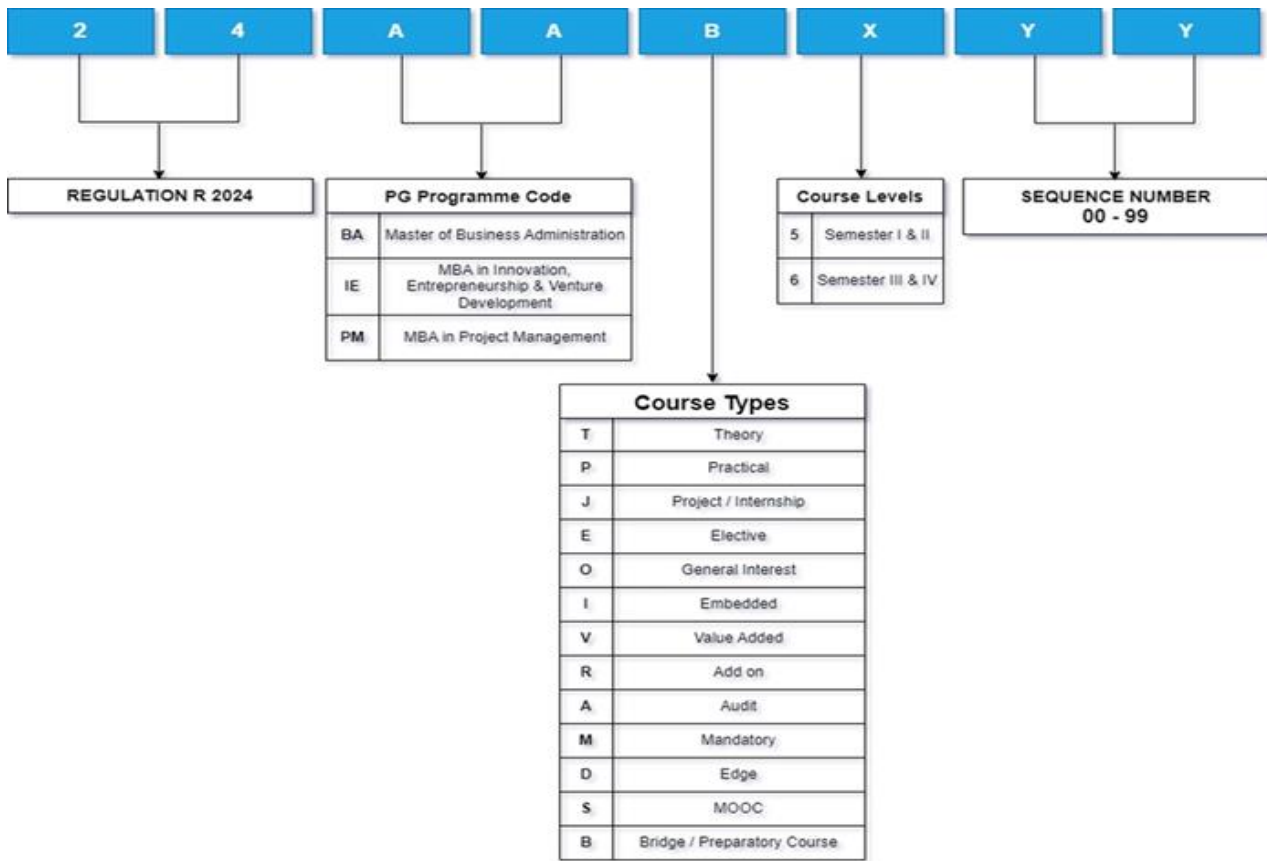 2 4 A A B X Y Y
REGULATION R 2024
PG Programme Code
BA Master of Business Administration
IE MBA in Innovation,
Entrepreneurship & Venture
Development
PM MBA in Project Management
Course Levels
5 Semester I & II
6 Semester III & IV
SEQUENCE NUMBER
00 - 99
Course Types
T Theory
P Practical
J Project / Internship
E Elective
O General Interest
I Embedded
V Value Added
R Add on
A Audit
M Mandatory
D Edge
S MOOC
B Bridge / Preparatory Course